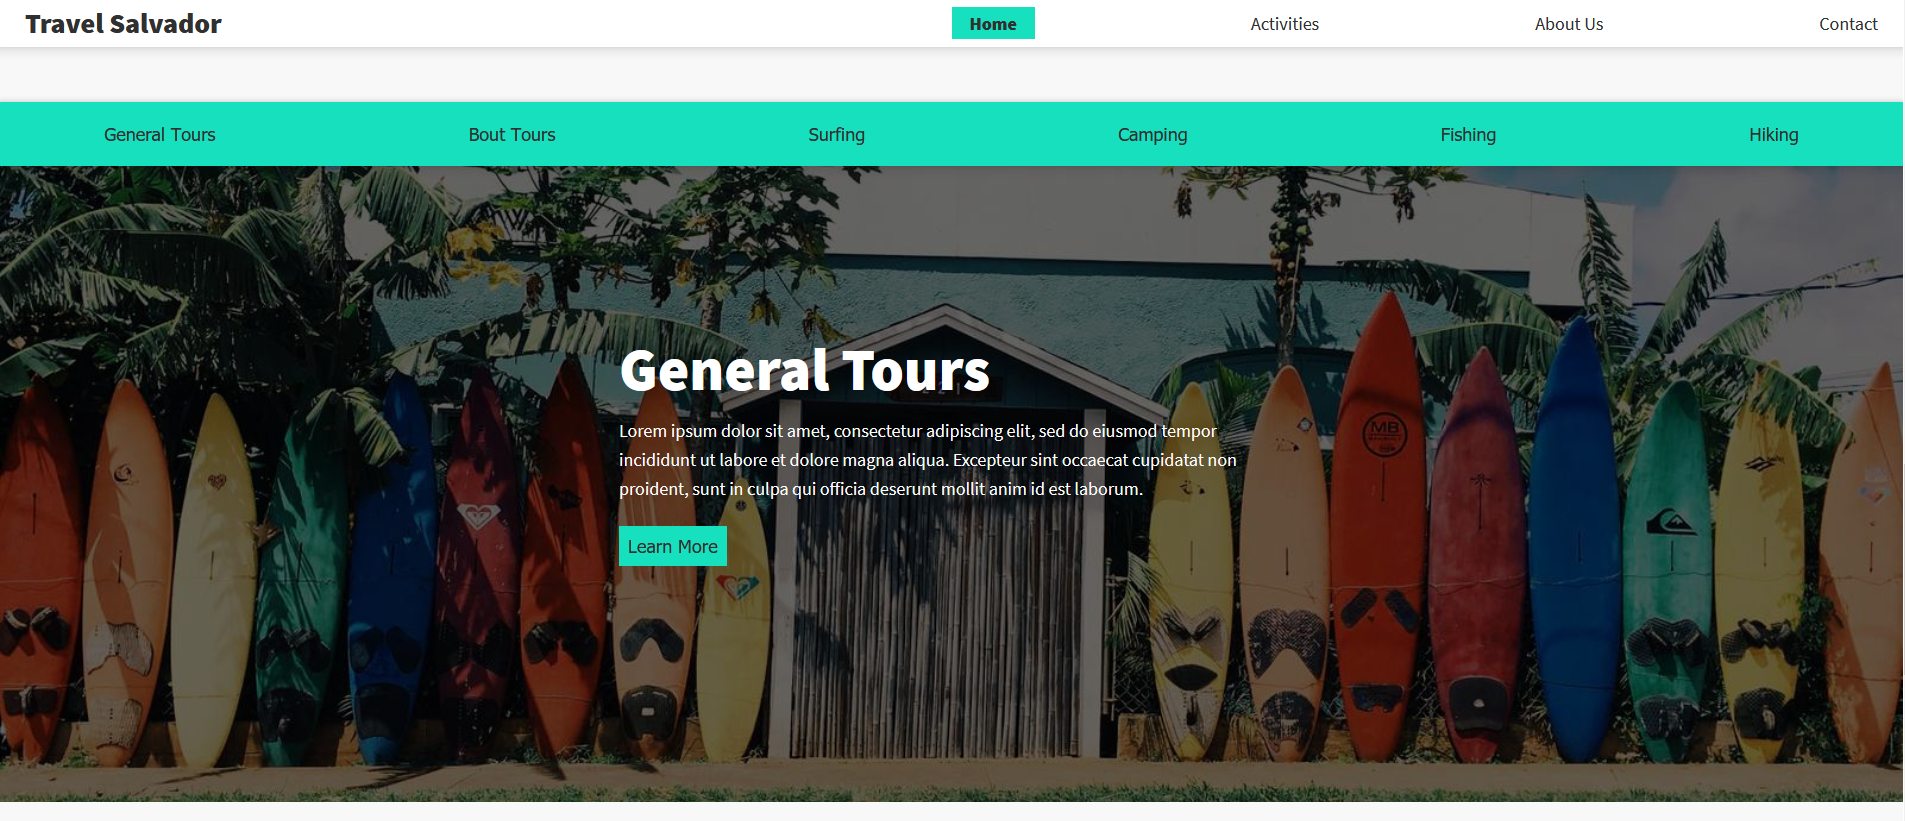 Travel Salvador
Home
Activities
About Us
Contact
General Tours
Bout Tours
Surfing
Camping
Fishing
Hiking
General Tours
Lorem ipsum dolor sit amet, consectetur adipiscing elit, sed do eiusmod tempor
incididunt ut labore et dolore magna aliqua. Excepteur sint occaecat cupidatat non
proident, sunt in culpa qui officia deserunt mollit anim id est laborum.
Learn More
MB